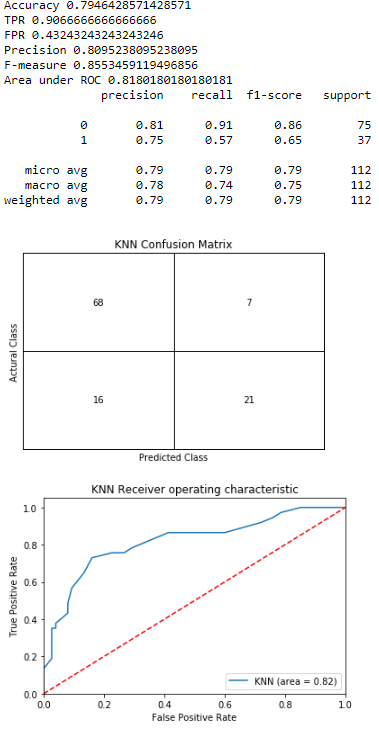 Accuracy 0.7946428571428571
TPR 0.9066666666666666
FPR 0.43243243243243246
Precision 0.8095238095238095
F-measure 0.8553459119496856
Area under ROC 0.8180180180180181
precision recall f1-score support
0 0.81 0.91 0.86 75
1 0.75 0.57 0.65 37
micro avg 0.79 0.79 0.79 112
macro avg 0.78 0.74 0.75 112
weighted avg 0.79 0.79 0.79 112
KNN Confusion Matrix
Actural Class
68 7
16 21
Predicted Class
KNN Receiver operating characteristic
True Positive Rate
1.0
0.8
0.6
0.4
0.2
0.0
KNN (area = 0.82)
0.0 0.2 0.4 0.6 0.8 1.0
False Positive Rate